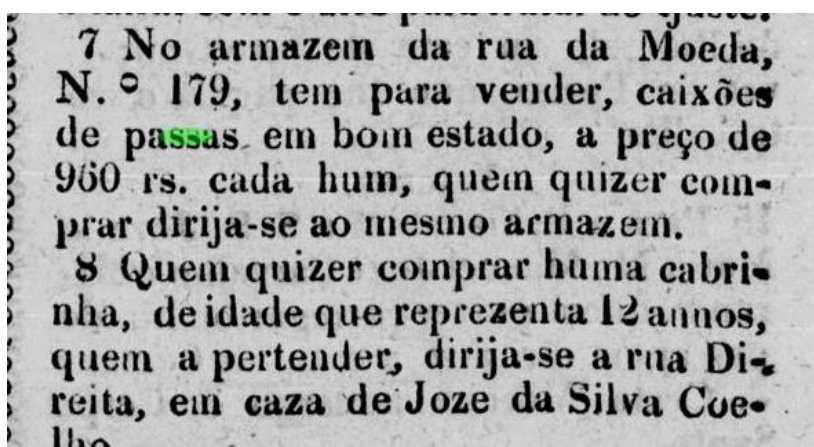 7 No armazem da rua da Moeda,
N.º 179, tem para vender, caixões
de passas em bom estado, a preço de
960 rs. cada hum, quem quizer com-
prar dirija-se ao mesmo armazem.
8 Quem quizer comprar huma cabri-
nha, de idade que reprezenta 12 annos,
quem a pertender, dirija-se a rua Di-
reita, em caza de Joze da Silva Coe-
lho